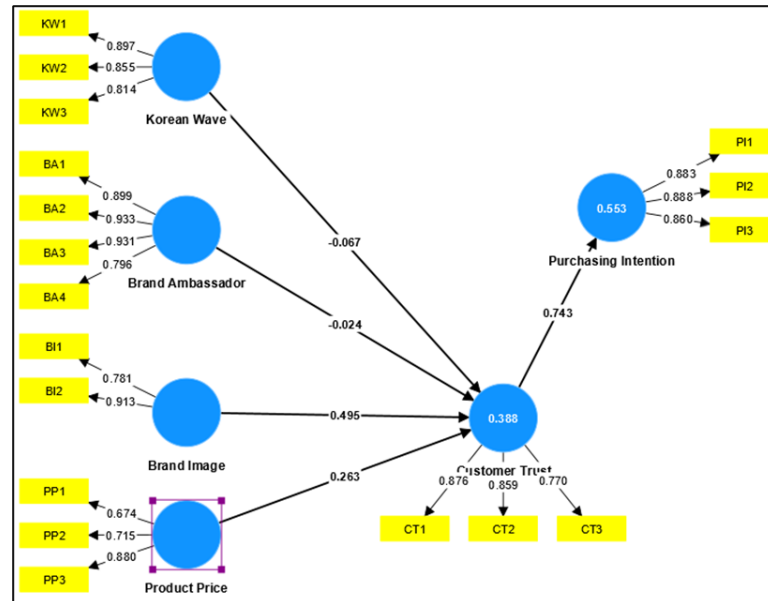 KW1
0.897
KW2
0.855
0.814
KW3
Korean Wave
BA1
0.899
BA2
0.933
BA3
0.931
0.796
BA4
Brand Ambassador
BI1
0.781
BI2
0.913
Brand Image
PP1
0.674
PP2
0.715
0.880
PP3
Product Price
-0.067
-0.024
0.495
0.263
0.388
Customer Trust
0.876
0.859
0.770
CT1
CT2
CT3
0.743
0.553
Purchasing Intention
0.883
PI1
0.888
PI2
0.860
PI3